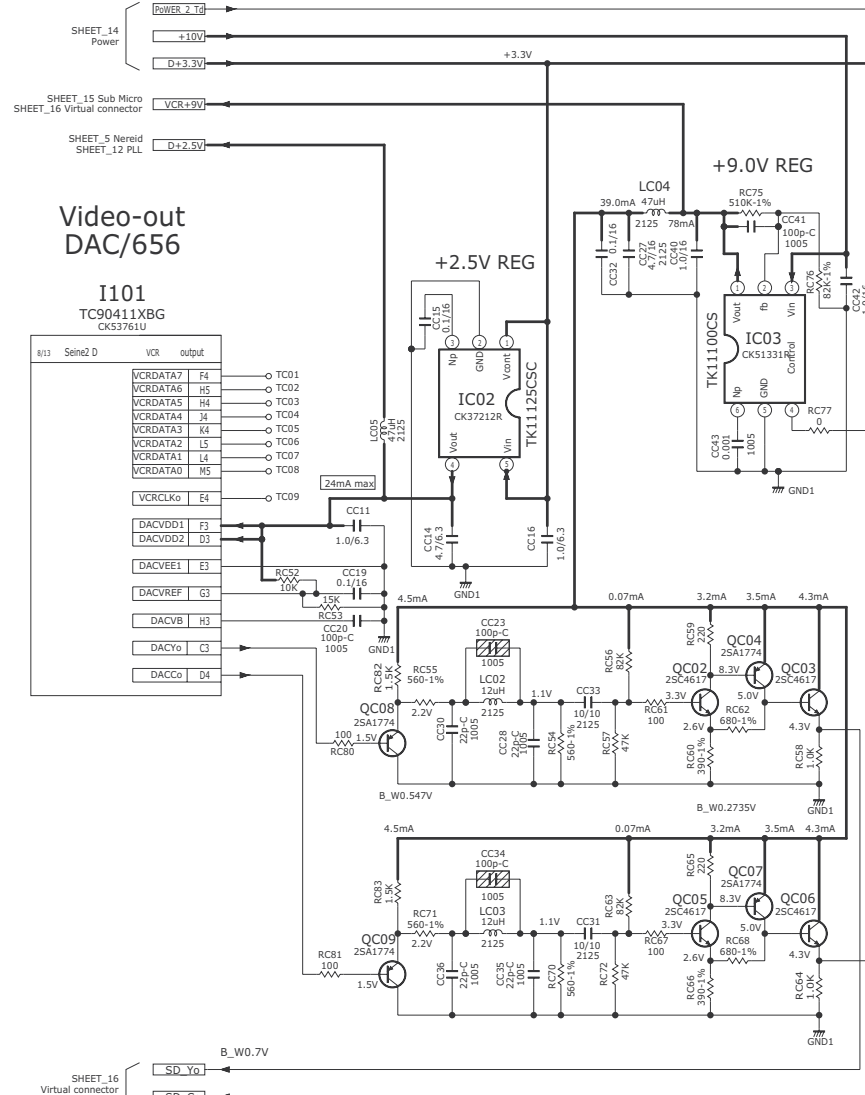 PoWER_2_Td
SHEET_14
Power
+10V
D+3.3V
+3.3V
SHEET_15 Sub Micro
SHEET_16 Virtual connector
VCR+9V
SHEET_5 Nereid
SHEET_12 PLL
D+2.5V
+9.0V REG
LC04
39.0mA
47uH
2125
78mA
RC75
510K-1%
CC41
100p-C
1005
CC32
0.1/16
CC27
4.7/16
2125
CC40
1.0/16
RC76
82K-1%
CC42
Video-out
DAC/656
+2.5V REG
I101
TC90411XBG
CK53761U
8/13
Seine2 D
VCR
output
VCRDATA7 F4 TC01
VCRDATA6 H5 TC02
VCRDATA5 H4 TC03
VCRDATA4 J4 TC04
VCRDATA3 K4 TC05
VCRDATA2 L5 TC06
VCRDATA1 L4 TC07
VCRDATA0 M5 TC08
VCRCLKo E4 TC09
DACVDD1 F3
DACVDD2 D3
DACVEE1 E3
DACVREF G3
DACVB H3
DACYo C3
DACCo D4
CC15
0.1/16
3
2
1
Np
GND
Vcont
IC02
CK37212R
TK11125CSC
Vout
Vin
4
5
LC05
47uH
2125
24mA max
CC14
4.7/6.3
CC16
1.0/6.3
GND1
1
2
3
Vout
fb
Vin
IC03
CK51331R
TK11100CS
Np
GND
Control
6
5
4
RC77
0
CC43
0.001
1005
GND1
CC11
1.0/6.3
RC52
10K
CC19
0.1/16
15K
RC53
CC20
100p-C
1005
GND1
4.5mA
0.07mA
3.2mA
3.5mA
4.3mA
RC82
1.5K
RC55
560-1%
2.2V
QC08
2SA1774
100
RC80
1.5V
CC23
100p-C
1005
LC02
12uH
2125
CC30
22p-C
1005
CC28
22p-C
1005
1.1V
RC54
560-1%
CC33
10/10
2125
RC56
82K
RC57
47K
RC61
100
3.3V
RC59
220
QC02
2SC4617
2.6V
RC60
390-1%
QC04
2SA1774
8.3V
5.0V
RC62
680-1%
QC03
2SC4617
4.3V
RC58
1.0K
GND1
B_W0.547V
B_W0.2735V
4.5mA
0.07mA
3.2mA
3.5mA
4.3mA
RC83
1.5K
RC71
560-1%
2.2V
QC09
2SA1774
RC81
100
1.5V
CC34
100p-C
1005
LC03
12uH
2125
CC36
22p-C
1005
CC35
22p-C
1005
1.1V
RC70
560-1%
CC31
10/10
2125
RC63
82K
RC72
47K
RC67
100
3.3V
RC65
220
QC05
2SC4617
2.6V
RC66
390-1%
QC07
2SA1774
8.3V
5.0V
RC68
680-1%
QC06
2SC4617
4.3V
RC64
1.0K
GND1
B_W0.7V
SHEET_16
Virtual connector
SD_Yo